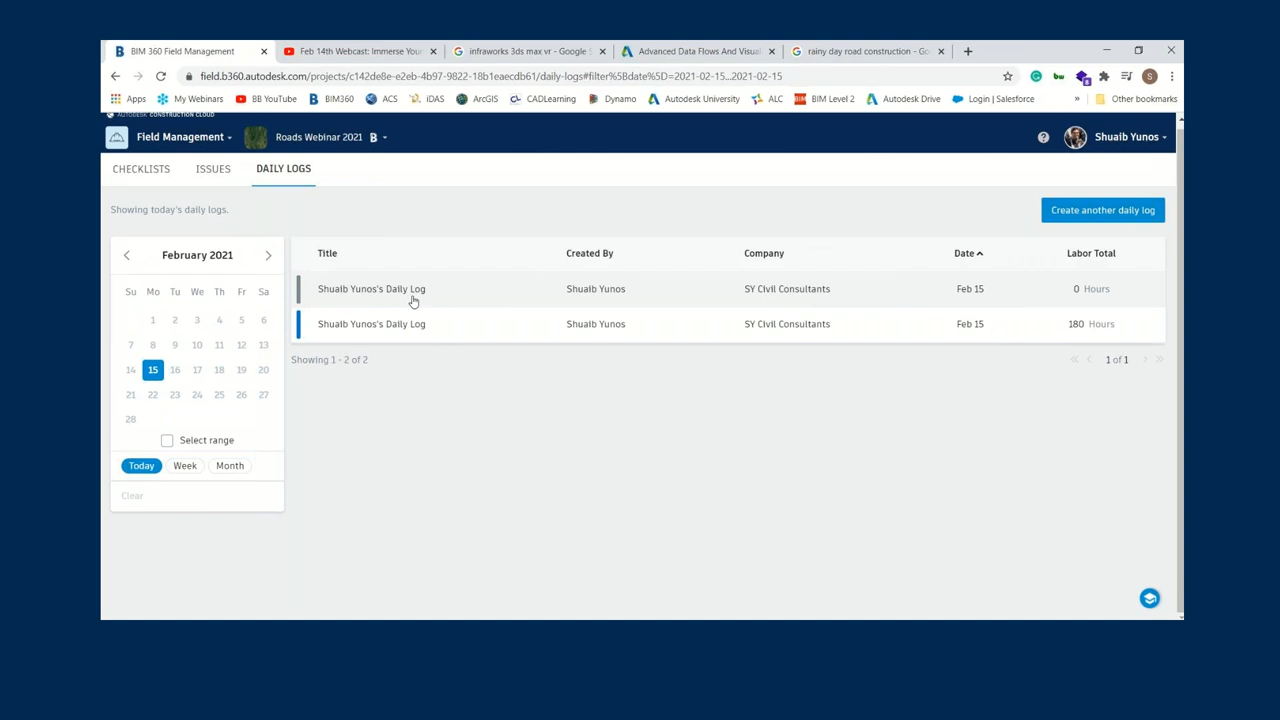 BIM 360 Field Management
Feb 14th Webcast: Immerse Your
infraworks 3ds max vr - Google S
Advanced Data Flows And Visual
rainy day road construction - Go
field.b360.autodesk.com/projects/c142de8e-e2eb-4b97-9822-18b1eaecdb61/daily-logs#filter%5Bdate%5D=2021-02-15...2021-02-15
S
Apps My Webinars BB YouTube BIM360 ACS iDAS ArcGIS CADLearning Dynamo Autodesk University ALC BIM Level 2 Autodesk Drive Login | Salesforce » Other bookmarks
AUTODESK CONSTRUCTION CLOUD
Field Management Roads Webinar 2021 B Shuaib Yunos
CHECKLISTS ISSUES DAILY LOGS
Showing today's daily logs. Create another daily log
February 2021
Su Mo Tu We Th Fr Sa
1 2 3 4 5 6
7 8 9 10 11 12 13
14 15 16 17 18 19 20
21 22 23 24 25 26 27
28
Select range
Today Week Month
Clear
Title Created By Company Date Labor Total
Shuaib Yunos's Daily Log Shuaib Yunos SY Civil Consultants Feb 15 0 Hours
Shuaib Yunos's Daily Log Shuaib Yunos SY Civil Consultants Feb 15 180 Hours
Showing 1 - 2 of 2 1 of 1